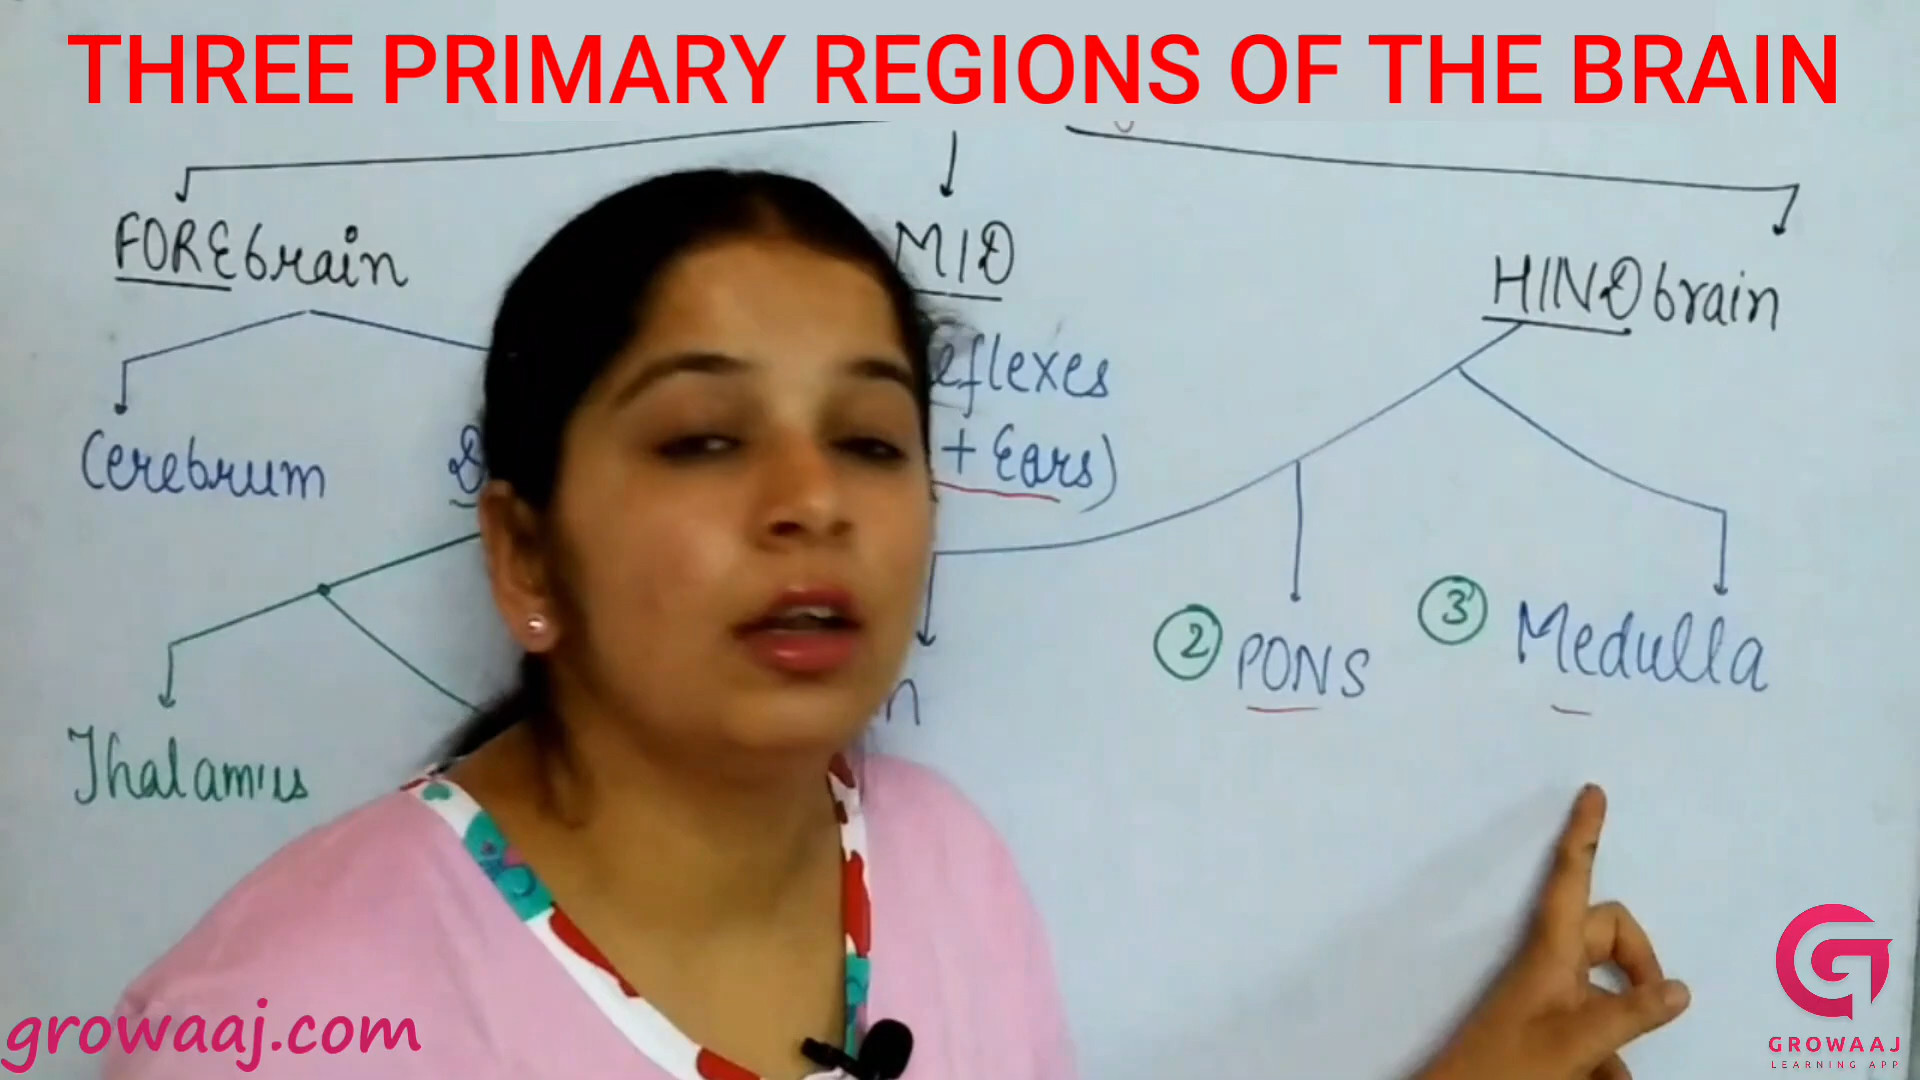 THREE PRIMARY REGIONS OF THE BRAIN
FOREbrain
MID
HINDbrain
eflexes
+ Ears)
Cerebrum
② PONS
③ Medulla
Thalamus
growaaj.com
GROWAAJ
LEARNING APP